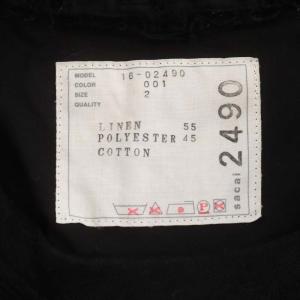 MODEL 16-02490
COLOR 001
SIZE 2
QUALITY
LINEN 55
POLYESTER 45
COTTON
sacai 2490
P